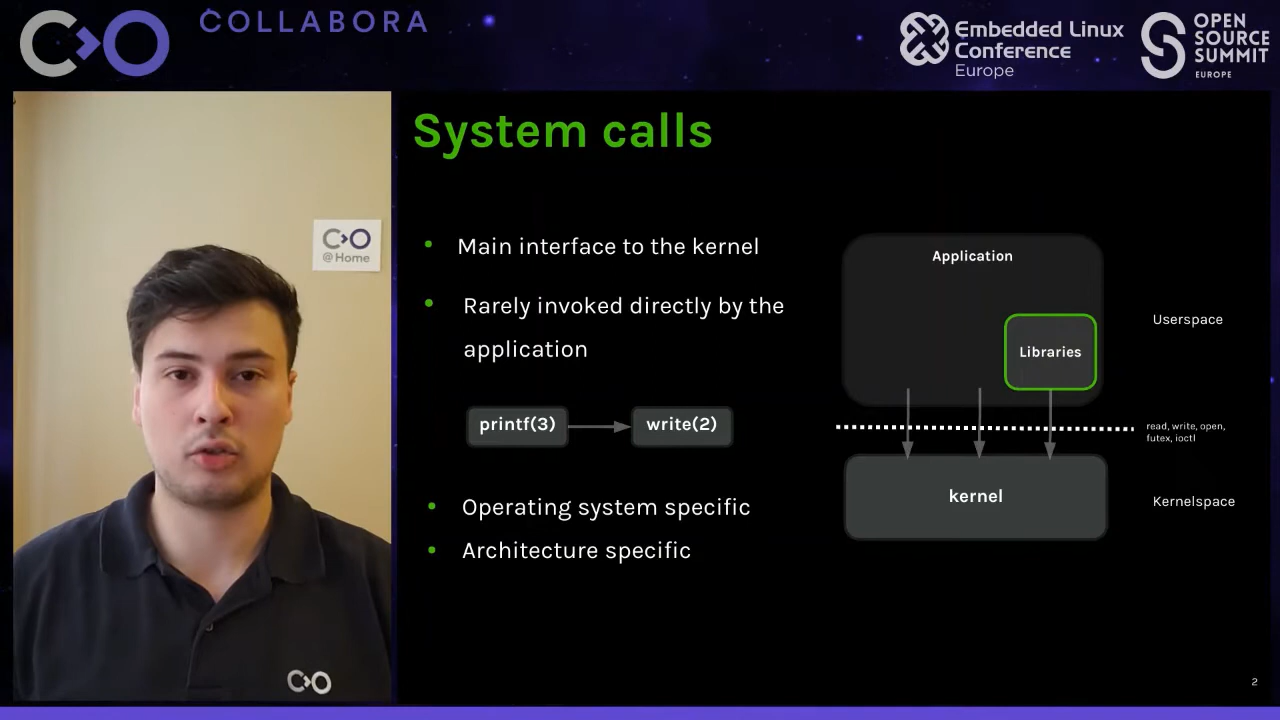 COLLABORA
Embedded Linux
Conference
Europe
OPEN
SOURCE
SUMMIT
EUROPE
@Home
System calls
Main interface to the kernel
Rarely invoked directly by the
application
printf(3)
write(2)
Operating system specific
Architecture specific
Application
Libraries
Userspace
read, write, open,
futex, ioctl
kernel
Kernelspace
2